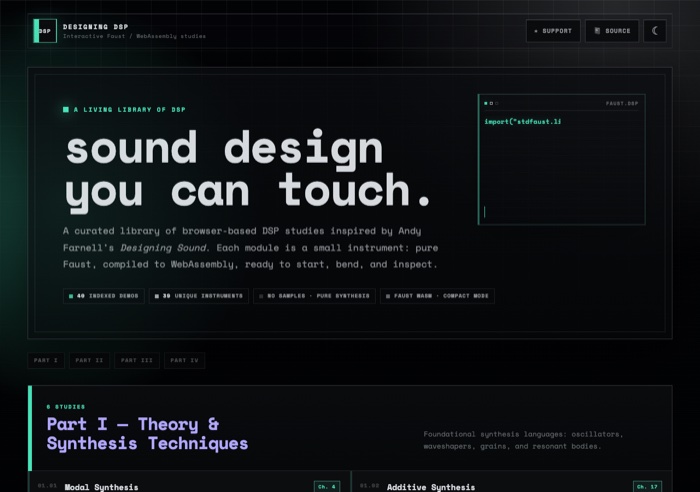 DSP
DESIGNING DSP
Interactive Faust / WebAssembly studies
SUPPORT
SOURCE
A LIVING LIBRARY OF DSP
sound design
you can touch.
A curated library of browser-based DSP studies inspired by Andy
Farnell's Designing Sound. Each module is a small instrument: pure
Faust, compiled to WebAssembly, ready to start, bend, and inspect.
FAUST.DSP
import("stdfaust.li
40 INDEXED DEMOS
39 UNIQUE INSTRUMENTS
NO SAMPLES · PURE SYNTHESIS
FAUST WASM · COMPACT MODE
PART I
PART II
PART III
PART IV
6 STUDIES
Part I — Theory &
Synthesis Techniques
Foundational synthesis languages: oscillators,
waveshapers, grains, and resonant bodies.
01.01 Modal Synthesis Ch. 4
01.02 Additive Synthesis Ch. 17